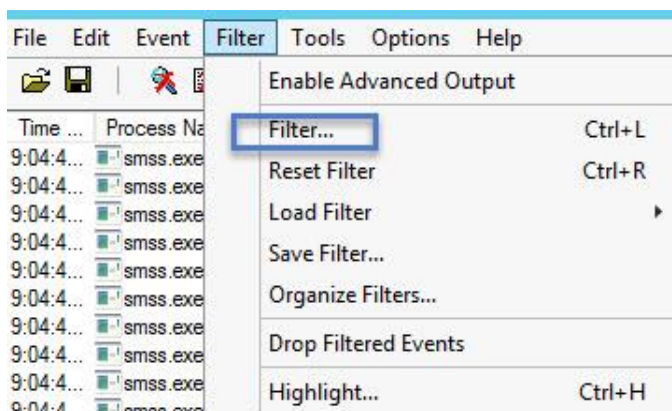 File Edit Event Filter Tools Options Help
Enable Advanced Output
Time ... Process Na
Filter... Ctrl+L
9:04:4... smss.exe
9:04:4... smss.exe
Reset Filter Ctrl+R
9:04:4... smss.exe
Load Filter
9:04:4... smss.exe
9:04:4... smss.exe
Save Filter...
9:04:4... smss.exe
Organize Filters...
9:04:4... smss.exe
9:04:4... smss.exe
Drop Filtered Events
9:04:4... smss.exe
Highlight... Ctrl+H
9:04:4 smss.exe